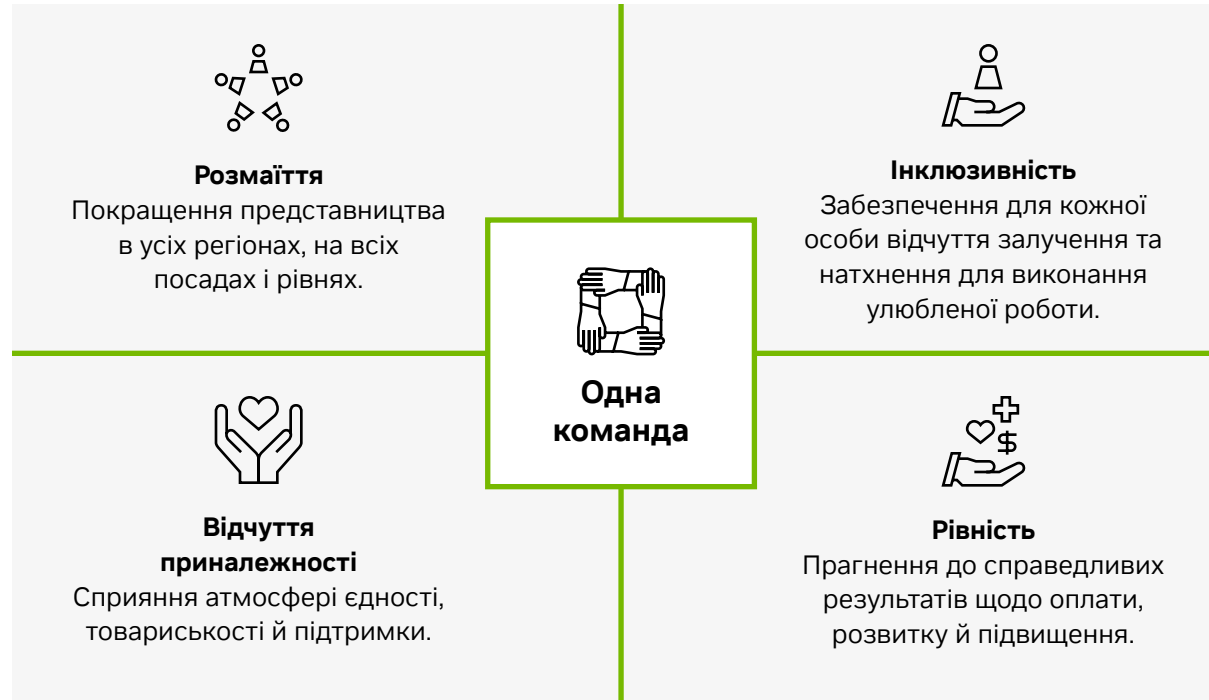 Розмаїття
Покращення представництва
в усіх регіонах, на всіх
посадах і рівнях.
Інклюзивність
Забезпечення для кожної
особи відчуття залучення та
натхнення для виконання
улюбленої роботи.
Одна
команда
Відчуття
приналежності
Сприяння атмосфері єдності,
товариськості й підтримки.
$
Рівність
Прагнення до справедливих
результатів щодо оплати,
розвитку й підвищення.